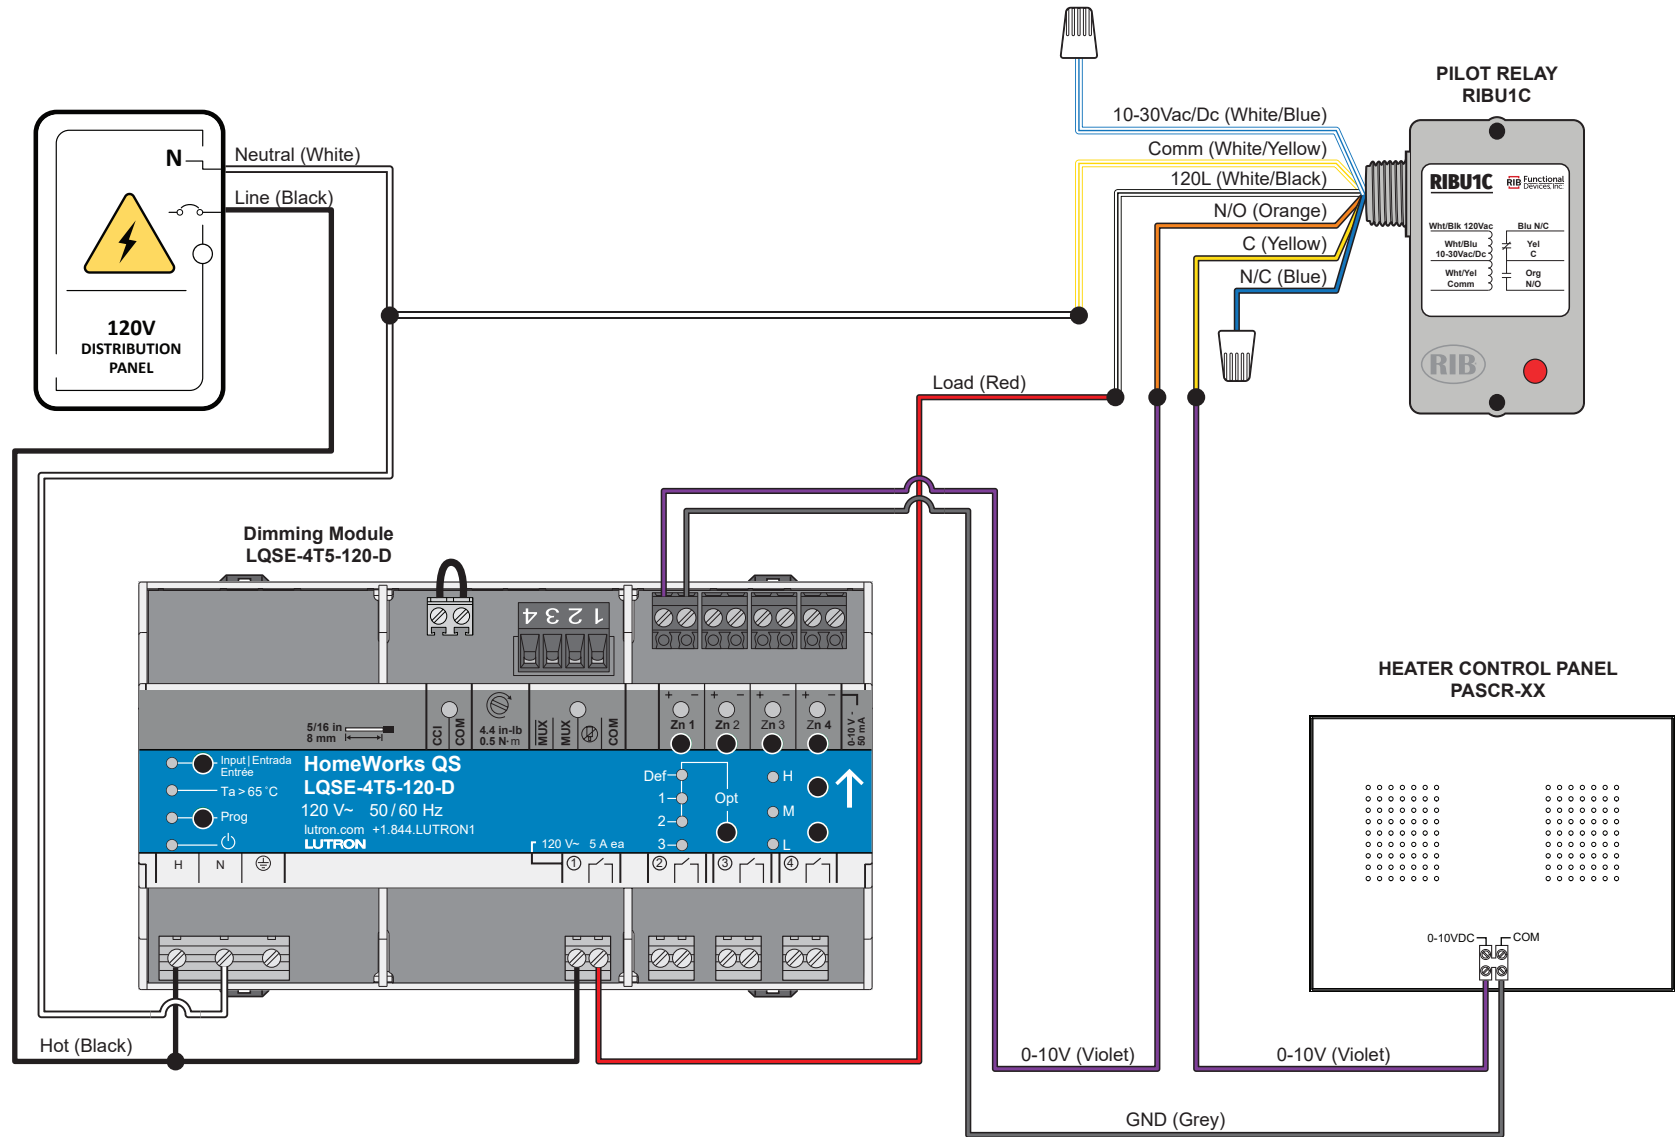 PILOT RELAY
RIBU1C
10-30Vac/Dc (White/Blue)
Comm (White/Yellow)
120L (White/Black)
N/O (Orange)
C (Yellow)
N/C (Blue)
RIBU1C
RIB Functional
Devices, Inc.
Wht/Blk 120Vac
Blu N/C
Wht/Blu
10-30Vac/Dc
Yel
C
Wht/Yel
Comm
Org
N/O
RIB
N
Neutral (White)
Line (Black)
120V
DISTRIBUTION
PANEL
Load (Red)
Dimming Module
LQSE-4T5-120-D
4 3 2 1
5/16 in
8 mm
CCI
COM
4.4 in-lb
0.5 N·m
MUX
MUX
COM
+ − + − + − + −
Zn 1 Zn 2 Zn 3 Zn 4
0-10 V -
50 mA
Input|Entrada
Entrée
Ta > 65 °C
Prog
HomeWorks QS
LQSE-4T5-120-D
120 V~ 50/60 Hz
lutron.com +1.844.LUTRON1
LUTRON
Def
1
2
3
Opt
H
M
L
120 V~ 5 A ea
H N
1 2 3 4
Hot (Black)
HEATER CONTROL PANEL
PASCR-XX
0-10VDC COM
0-10V (Violet)
0-10V (Violet)
GND (Grey)